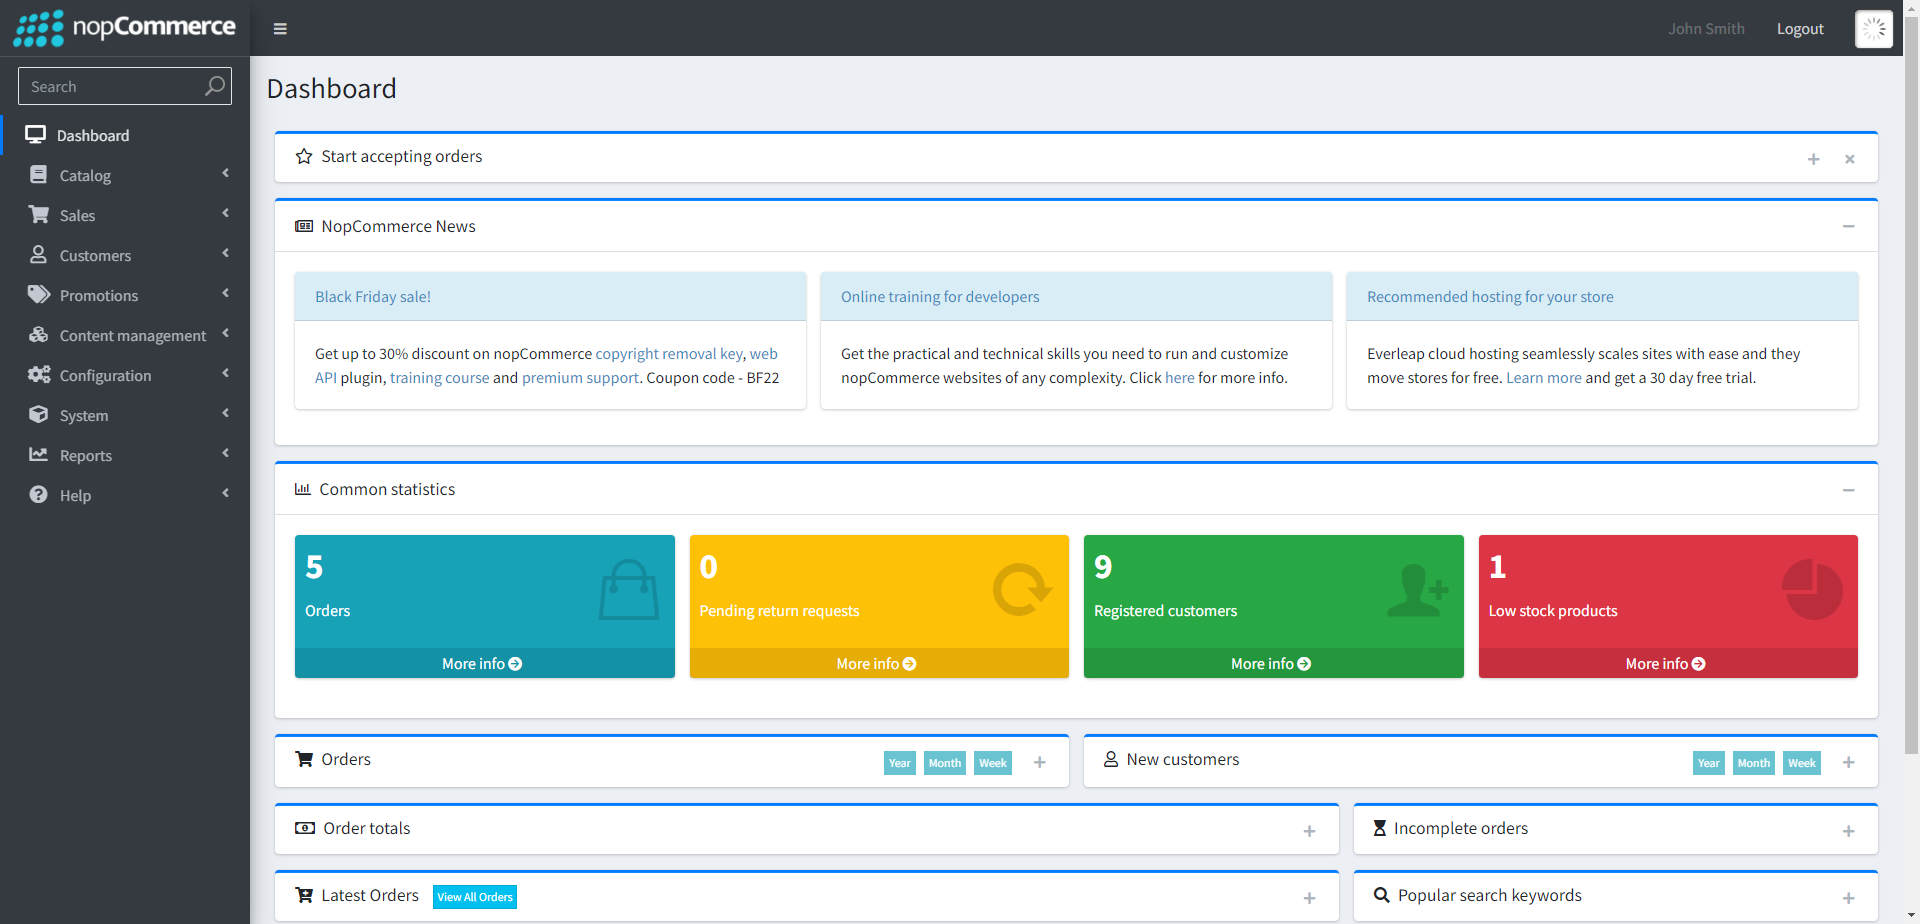 nopCommerce
John Smith
Logout
Search
Dashboard
Catalog
Sales
Customers
Promotions
Content management
Configuration
System
Reports
Help
Dashboard
Start accepting orders
NopCommerce News
Black Friday sale!
Get up to 30% discount on nopCommerce copyright removal key, web
API plugin, training course and premium support. Coupon code - BF22
Online training for developers
Get the practical and technical skills you need to run and customize
nopCommerce websites of any complexity. Click here for more info.
Recommended hosting for your store
Everleap cloud hosting seamlessly scales sites with ease and they
move stores for free. Learn more and get a 30 day free trial.
Common statistics
5
Orders
More info
0
Pending return requests
More info
9
Registered customers
More info
1
Low stock products
More info
Orders
Year Month Week
New customers
Year Month Week
Order totals
Incomplete orders
Latest Orders View All Orders
Popular search keywords